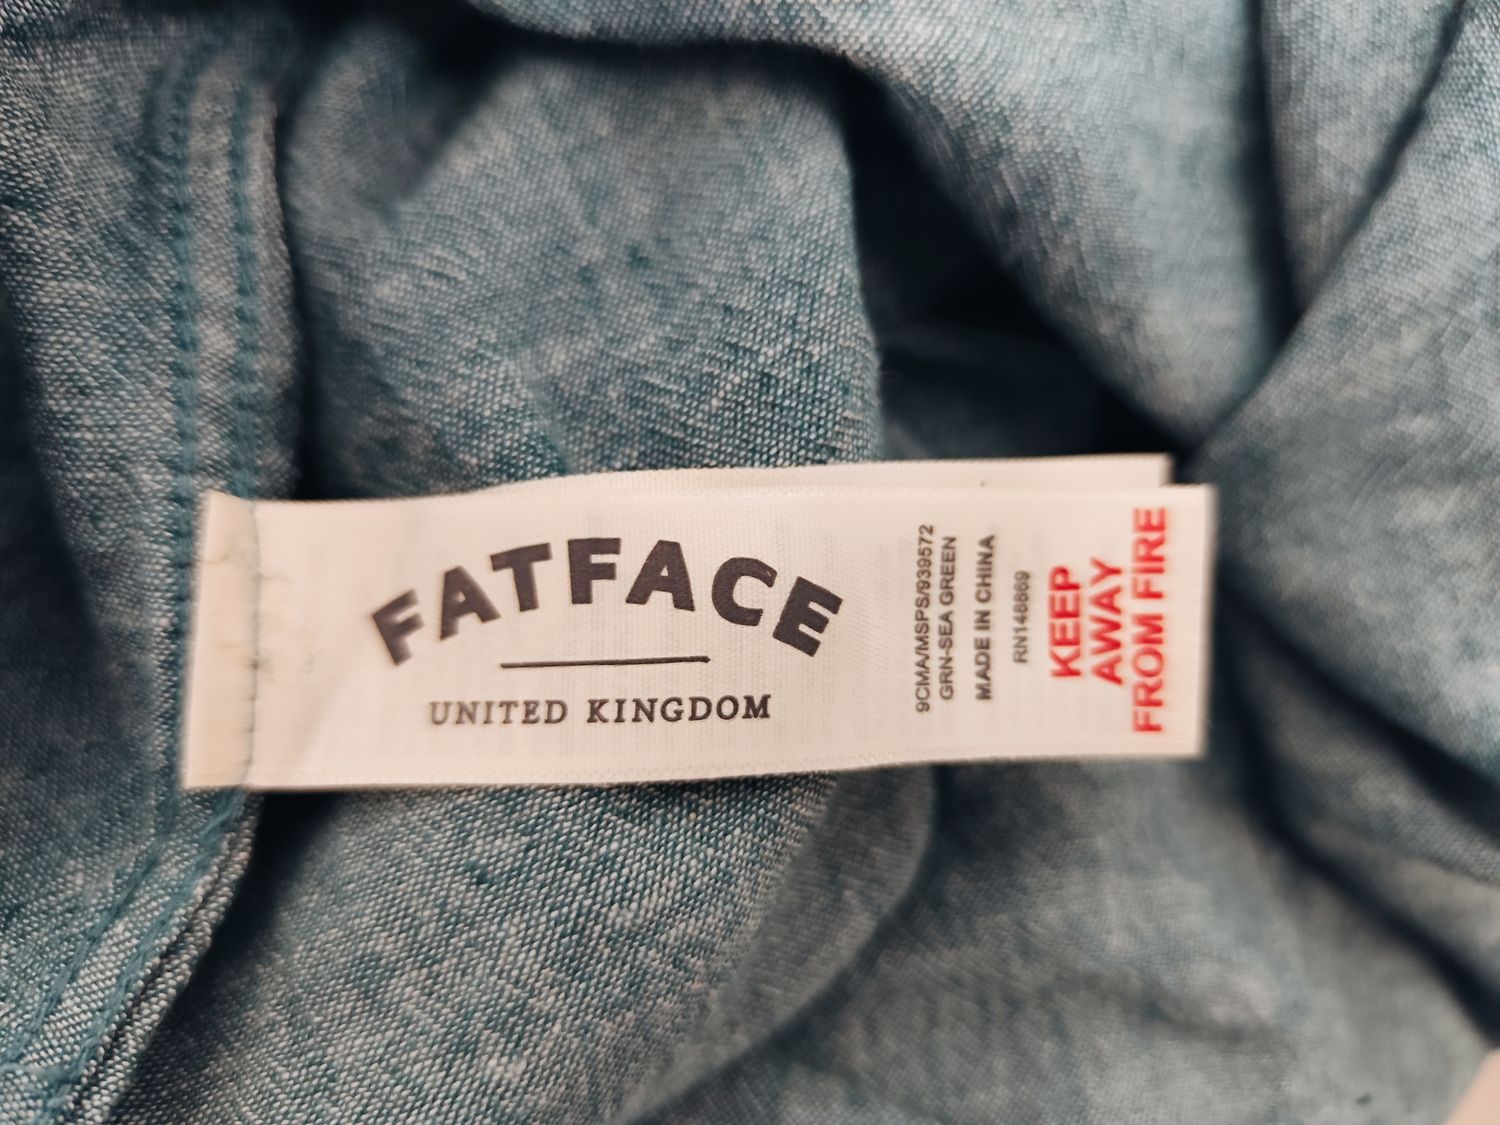 FATFACE
UNITED KINGDOM
9CMA/MSPS/939572
GRN-SEA GREEN
MADE IN CHINA
RN148869
KEEP
AWAY
FROM FIRE